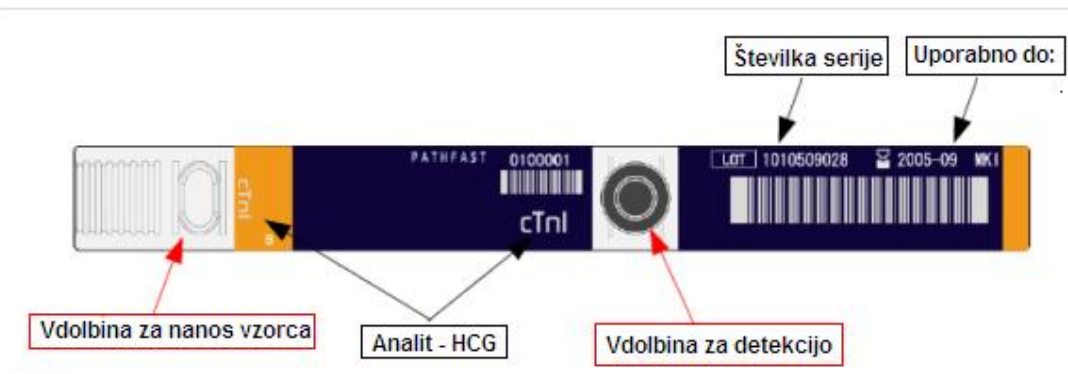 Številka serije
Uporabno do:
PATHFAST 0100001
LOT 1010509028 2005-09 MKI
cTnI
cTnI
Vdolbina za nanos vzorca
Analit - HCG
Vdolbina za detekcijo